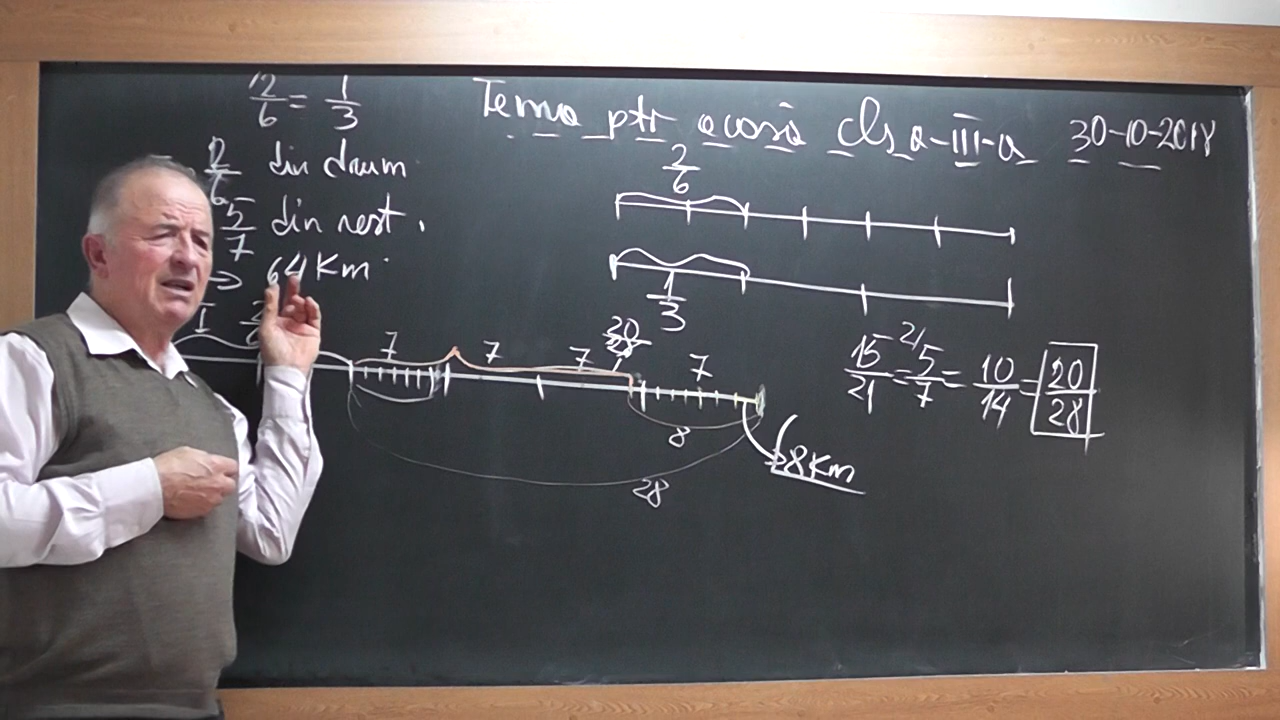 2/6 = 1/3
Tema ptr acasă cls a-III-a 30-10-2018
2/6 din drum
5/7 din rest.
→ 64 Km
I
2/6
1/3
7 7 7 7
20/28
8
28
8 Km
15/21 = 5/7 = 10/14 = 20/28